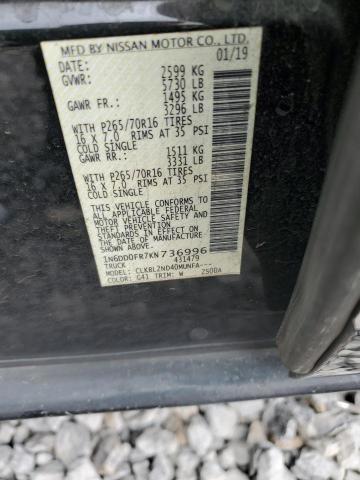 MFD BY NISSAN MOTOR CO., LTD.
DATE: 01/19
GVWR: 2599 KG
5730 LB
GAWR FR: 1495 KG
3296 LB
WITH P265/70R16 TIRES
16 X 7.0 RIMS AT 35 PSI
COLD SINGLE
GAWR RR: 1511 KG
3331 LB
WITH P265/70R16 TIRES
16 X 7.0 RIMS AT 35 PSI
COLD SINGLE
THIS VEHICLE CONFORMS TO ALL
APPLICABLE FEDERAL MOTOR
VEHICLE SAFETY AND THEFT
PREVENTION STANDARDS IN
EFFECT ON THE DATE OF
MANUFACTURE SHOWN ABOVE.
1N6DD0FR7KN736996
TRUCK 431479
MODEL: CLKBLZND40MUNFA---
COLOR: G41 TRIM: W 2500A